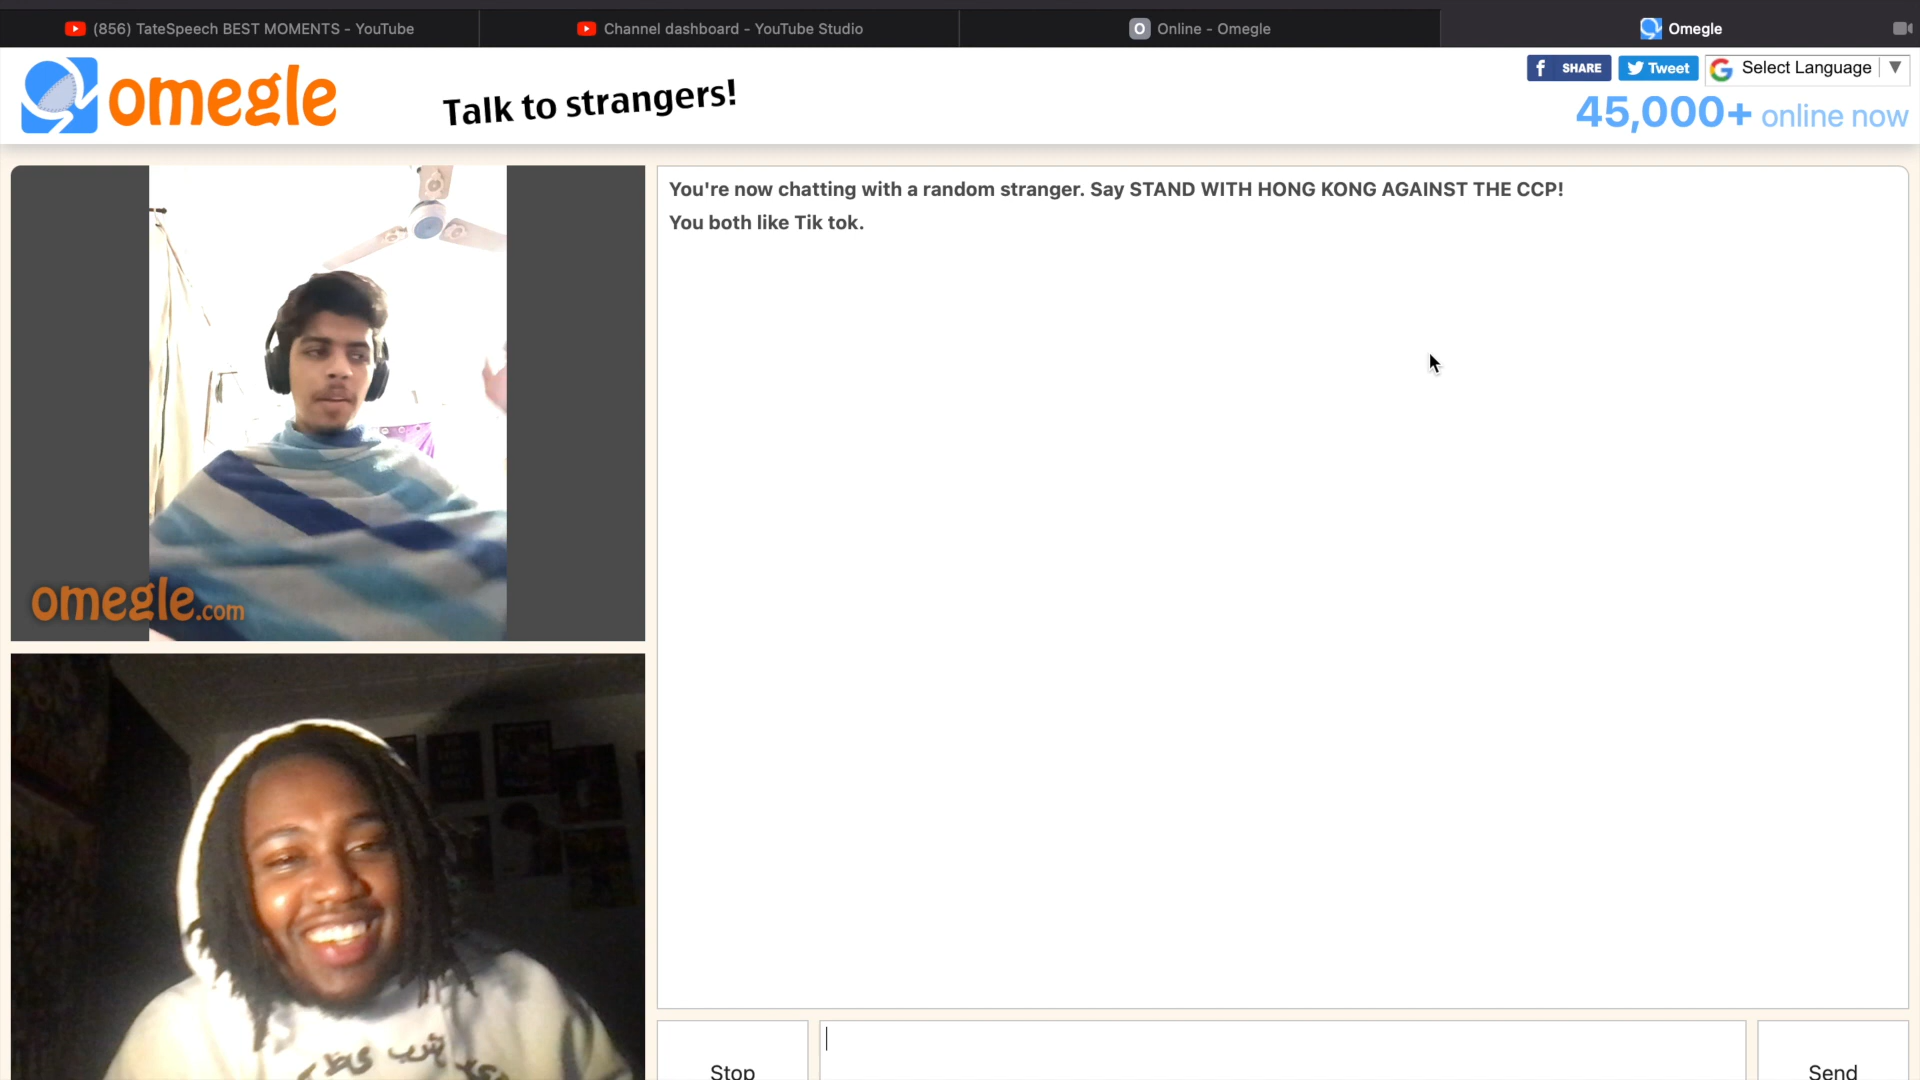 (856) TateSpeech BEST MOMENTS - YouTube
Channel dashboard - YouTube Studio
O Online - Omegle
Omegle
omegle
Talk to strangers!
f SHARE
Tweet
G Select Language ▼
45,000+ online now
You're now chatting with a random stranger. Say STAND WITH HONG KONG AGAINST THE CCP!
You both like Tik tok.
omegle.com
Stop
Send